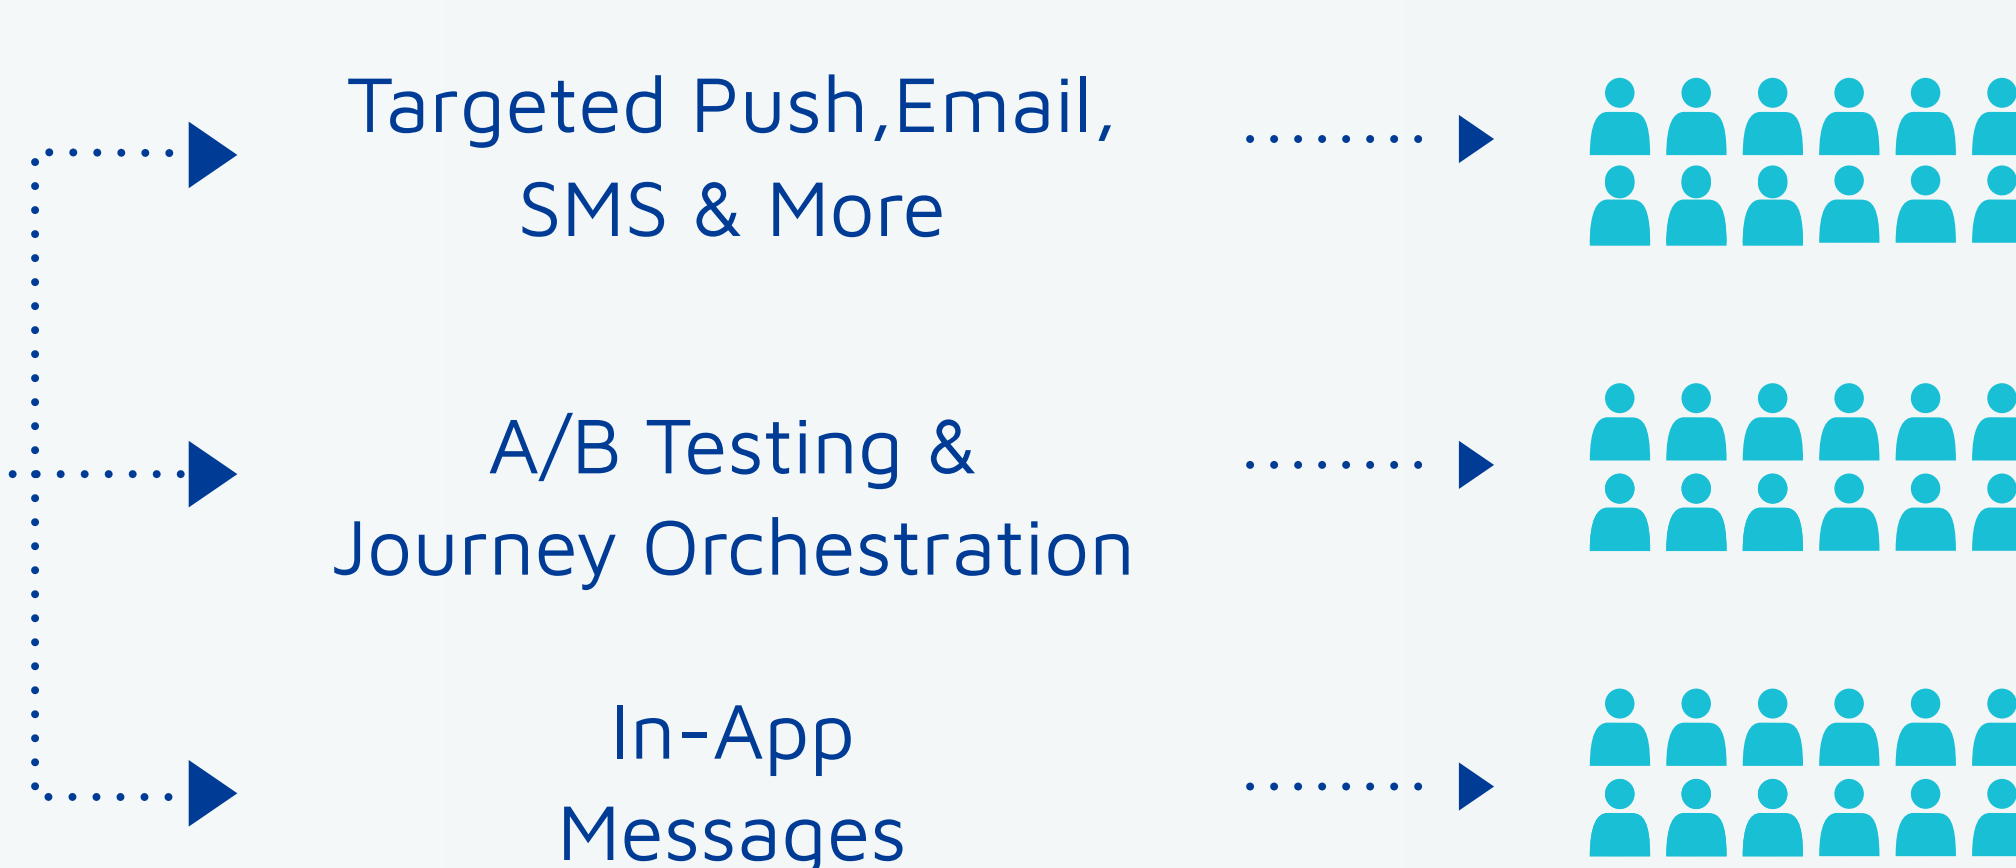 Targeted Push,Email,
SMS & More
A/B Testing &
Journey Orchestration
In-App
Messages